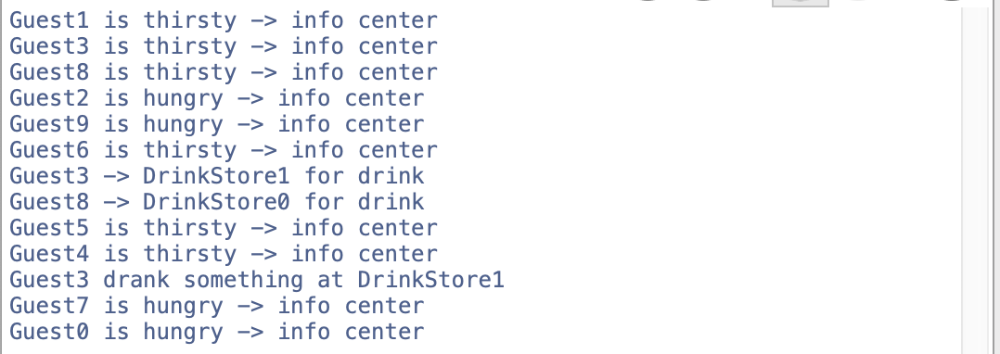 Guest1 is thirsty -> info center
Guest3 is thirsty -> info center
Guest8 is thirsty -> info center
Guest2 is hungry -> info center
Guest9 is hungry -> info center
Guest6 is thirsty -> info center
Guest3 -> DrinkStore1 for drink
Guest8 -> DrinkStore0 for drink
Guest5 is thirsty -> info center
Guest4 is thirsty -> info center
Guest3 drank something at DrinkStore1
Guest7 is hungry -> info center
Guest0 is hungry -> info center